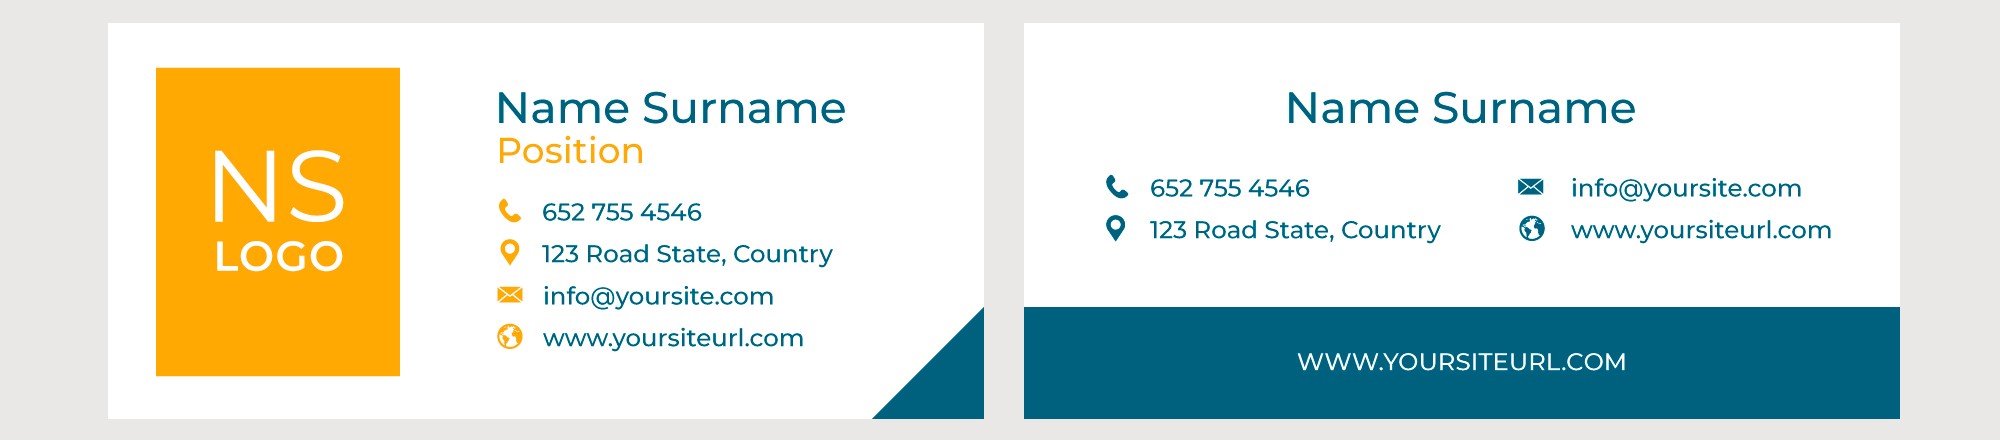 NS
LOGO
Name Surname
Position
652 755 4546
123 Road State, Country
info@yoursite.com
www.yoursiteurl.com
Name Surname
652 755 4546
123 Road State, Country
info@yoursite.com
www.yoursiteurl.com
WWW.YOURSITEURL.COM